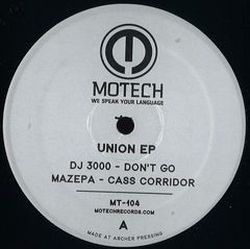 MOTECH
WE SPEAK YOUR LANGUAGE
UNION EP
DJ 3000 - DON'T GO
MAZEPA - CASS CORRIDOR
MT-104
MOTECHRECORDS.COM
A
MADE AT ARCHER PRESSING